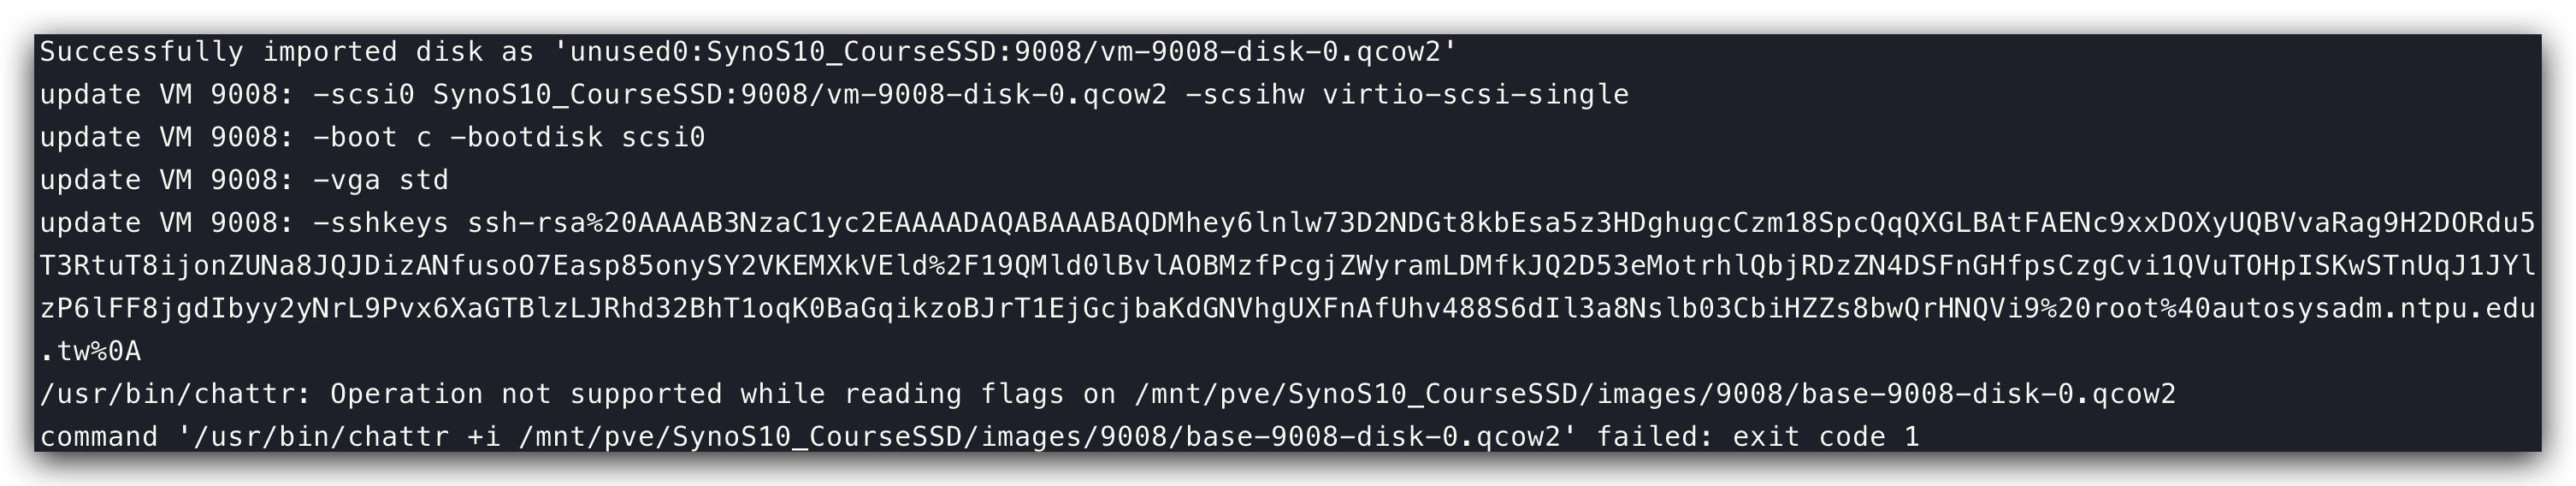 Successfully imported disk as 'unused0:SynoS10_CourseSSD:9008/vm-9008-disk-0.qcow2'
update VM 9008: -scsi0 SynoS10_CourseSSD:9008/vm-9008-disk-0.qcow2 -scsihw virtio-scsi-single
update VM 9008: -boot c -bootdisk scsi0
update VM 9008: -vga std
update VM 9008: -sshkeys ssh-rsa%20AAAAB3NzaC1yc2EAAAADAQABAAABAQDMhey6lnlw73D2NDGt8kbEsa5z3HDghugcCzm18SpcQqQXGLBAtFAENc9xxDOXyUQBVvaRag9H2DORdu5
T3RtuT8ijonZUNa8JQJDizANfusoO7Easp85onySY2VKEMXkVEld%2F19QMld0lBvlAOBMzfPcgjZWyramLDMfkJQ2D53eMotrhlQbjRDzZN4DSFnGHfpsCzgCvi1QVuTOHpISKwSTnUqJ1JYl
zP6lFF8jgdIbyy2yNrL9Pvx6XaGTBlzLJRhd32BhT1oqK0BaGqikzoBJrT1EjGcjbaKdGNVhgUXFnAfUhv488S6dIl3a8Nslb03CbiHZZs8bwQrHNQVi9%20root%40autosysadm.ntpu.edu
.tw%0A
/usr/bin/chattr: Operation not supported while reading flags on /mnt/pve/SynoS10_CourseSSD/images/9008/base-9008-disk-0.qcow2
command '/usr/bin/chattr +i /mnt/pve/SynoS10_CourseSSD/images/9008/base-9008-disk-0.qcow2' failed: exit code 1